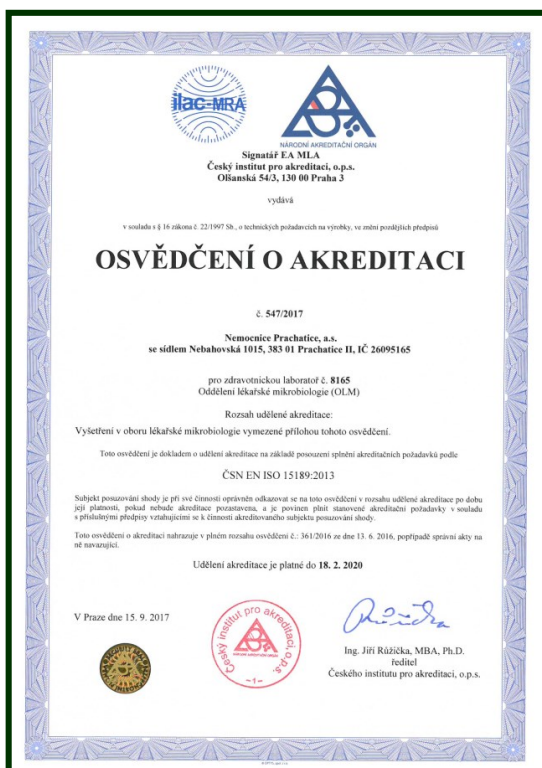 ilac-MRA
NÁRODNÍ AKREDITAČNÍ ORGÁN
Signatář EA MLA
Český institut pro akreditaci, o.p.s.
Olšanská 54/3, 130 00 Praha 3
vydává
v souladu s § 16 zákona č. 22/1997 Sb., o technických požadavcích na výrobky, ve znění pozdějších předpisů
OSVĚDČENÍ O AKREDITACI
č. 547/2017
Nemocnice Prachatice, a.s.
se sídlem Nebahovská 1015, 383 01 Prachatice II, IČ 26095165
pro zdravotnickou laboratoř č. 8165
Oddělení lékařské mikrobiologie (OLM)
Rozsah udělené akreditace:
Vyšetření v oboru lékařské mikrobiologie vymezené přílohou tohoto osvědčení.
Toto osvědčení je dokladem o udělení akreditace na základě posouzení splnění akreditačních požadavků podle
ČSN EN ISO 15189:2013
Subjekt posuzování shody je při své činnosti oprávněn odkazovat se na toto osvědčení v rozsahu udělené akreditace po dobu
její platnosti, pokud nebude akreditace pozastavena, a je povinen plnit stanovené akreditační požadavky v souladu
s příslušnými předpisy vztahujícími se k činnosti akreditovaného subjektu posuzování shody.
Toto osvědčení o akreditaci nahrazuje v plném rozsahu osvědčení č.: 361/2016 ze dne 13. 6. 2016, popřípadě správní akty na
ně navazující.
Udělení akreditace je platné do 18. 2. 2020
V Praze dne 15. 9. 2017
Český institut pro akreditaci, o.p.s.
NÁRODNÍ AKREDITAČNÍ ORGÁN
–1–
Ing. Jiří Růžička, MBA, Ph.D.
ředitel
Českého institutu pro akreditaci, o.p.s.